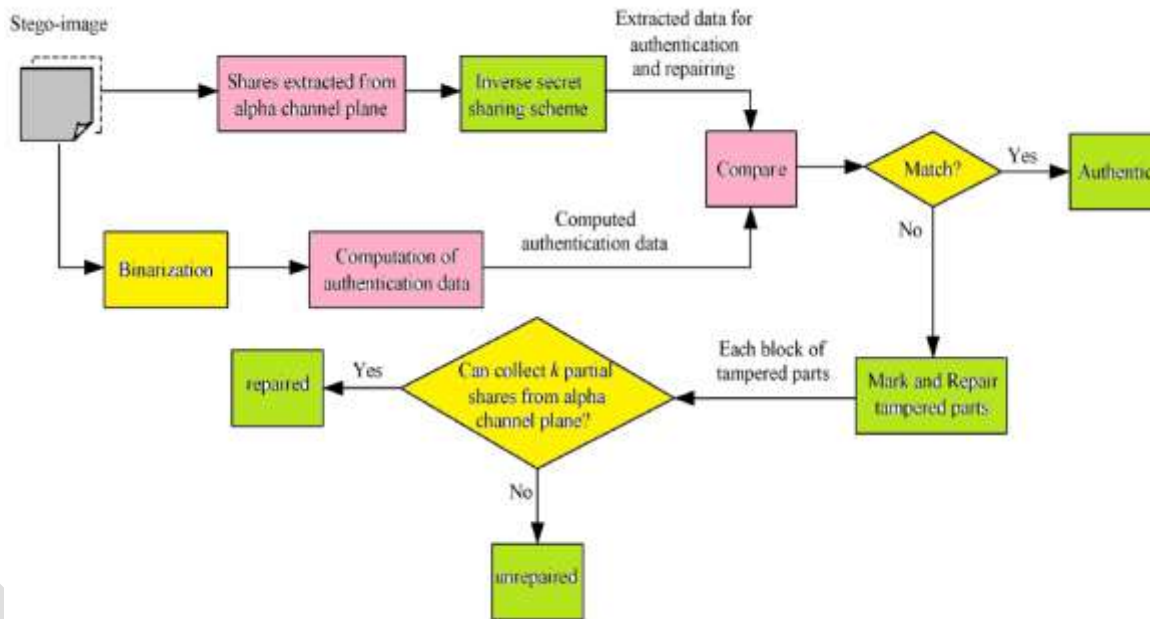 Stego-image
Shares extracted from
alpha channel plane
Inverse secret
sharing scheme
Extracted data for
authentication
and repairing
Compare
Match?
Yes
Authentic
No
Binarization
Computation of
authentication data
Computed
authentication data
Each block of
tampered parts
Mark and Repair
tampered parts
Can collect k partial
shares from alpha
channel plane?
Yes
repaired
No
unrepaired